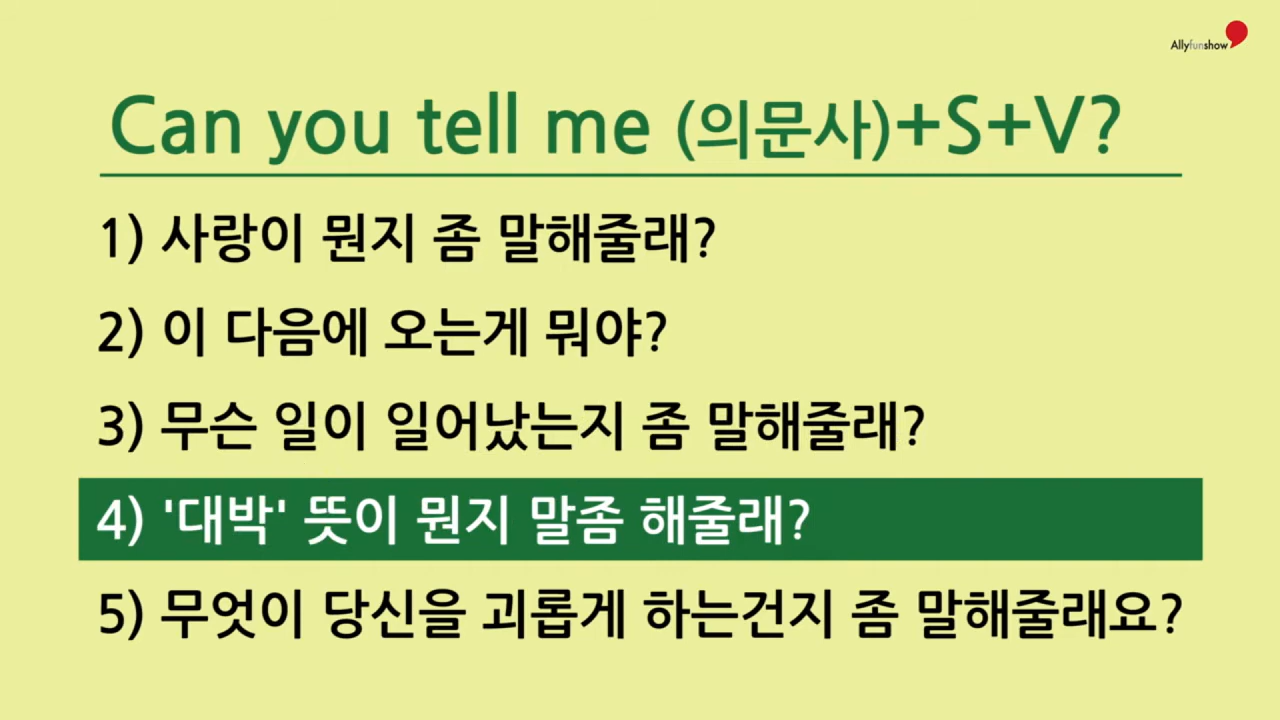 Allyfunshow
Can you tell me (의문사)+S+V?
1) 사랑이 뭔지 좀 말해줄래?
2) 이 다음에 오는게 뭐야?
3) 무슨 일이 일어났는지 좀 말해줄래?
4) '대박' 뜻이 뭔지 말좀 해줄래?
5) 무엇이 당신을 괴롭게 하는건지 좀 말해줄래요?